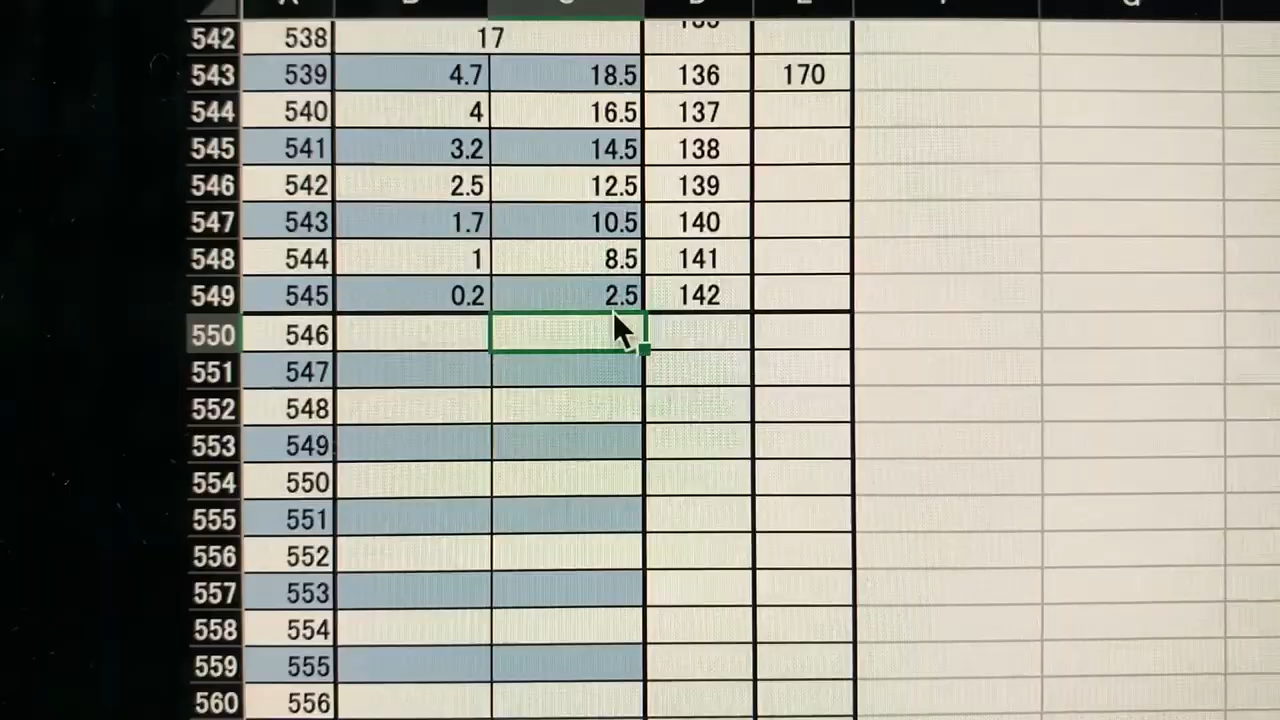 542 538 17
543 539 4.7 18.5 136 170
544 540 4 16.5 137
545 541 3.2 14.5 138
546 542 2.5 12.5 139
547 543 1.7 10.5 140
548 544 1 8.5 141
549 545 0.2 2.5 142
550 546
551 547
552 548
553 549
554 550
555 551
556 552
557 553
558 554
559 555
560 556